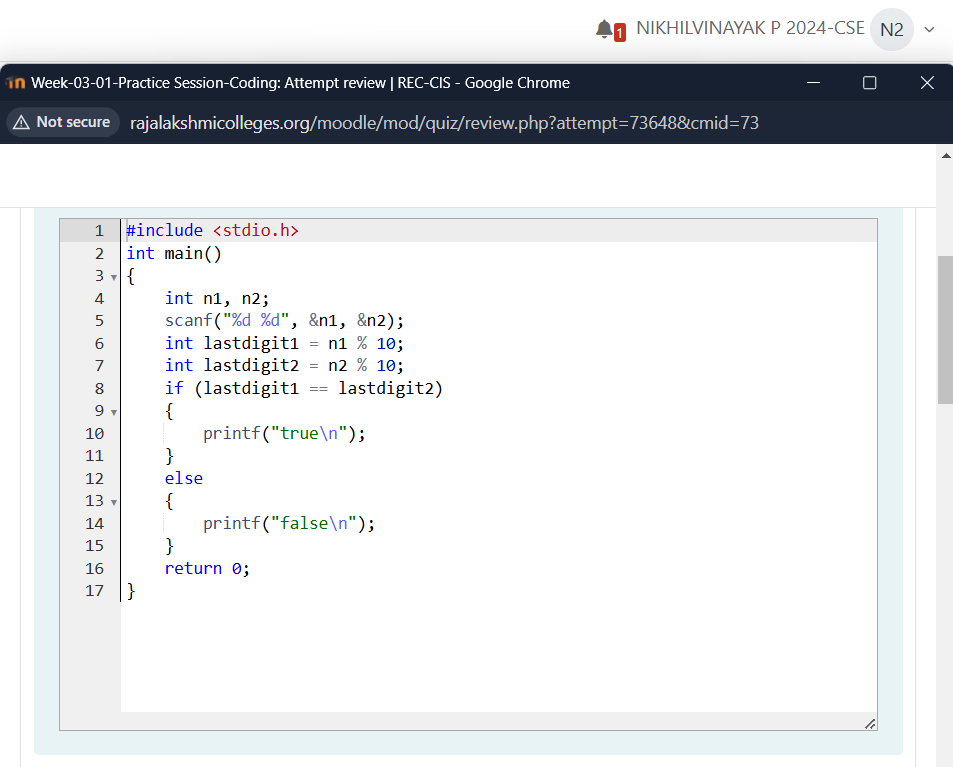 1 NIKHILVINAYAK P 2024-CSE N2
Week-03-01-Practice Session-Coding: Attempt review | REC-CIS - Google Chrome
Not secure rajalakshmicolleges.org/moodle/mod/quiz/review.php?attempt=73648&cmid=73
1 #include <stdio.h>
2 int main()
3 {
4     int n1, n2;
5     scanf("%d %d", &n1, &n2);
6     int lastdigit1 = n1 % 10;
7     int lastdigit2 = n2 % 10;
8     if (lastdigit1 == lastdigit2)
9     {
10         printf("true\n");
11     }
12     else
13     {
14         printf("false\n");
15     }
16     return 0;
17 }